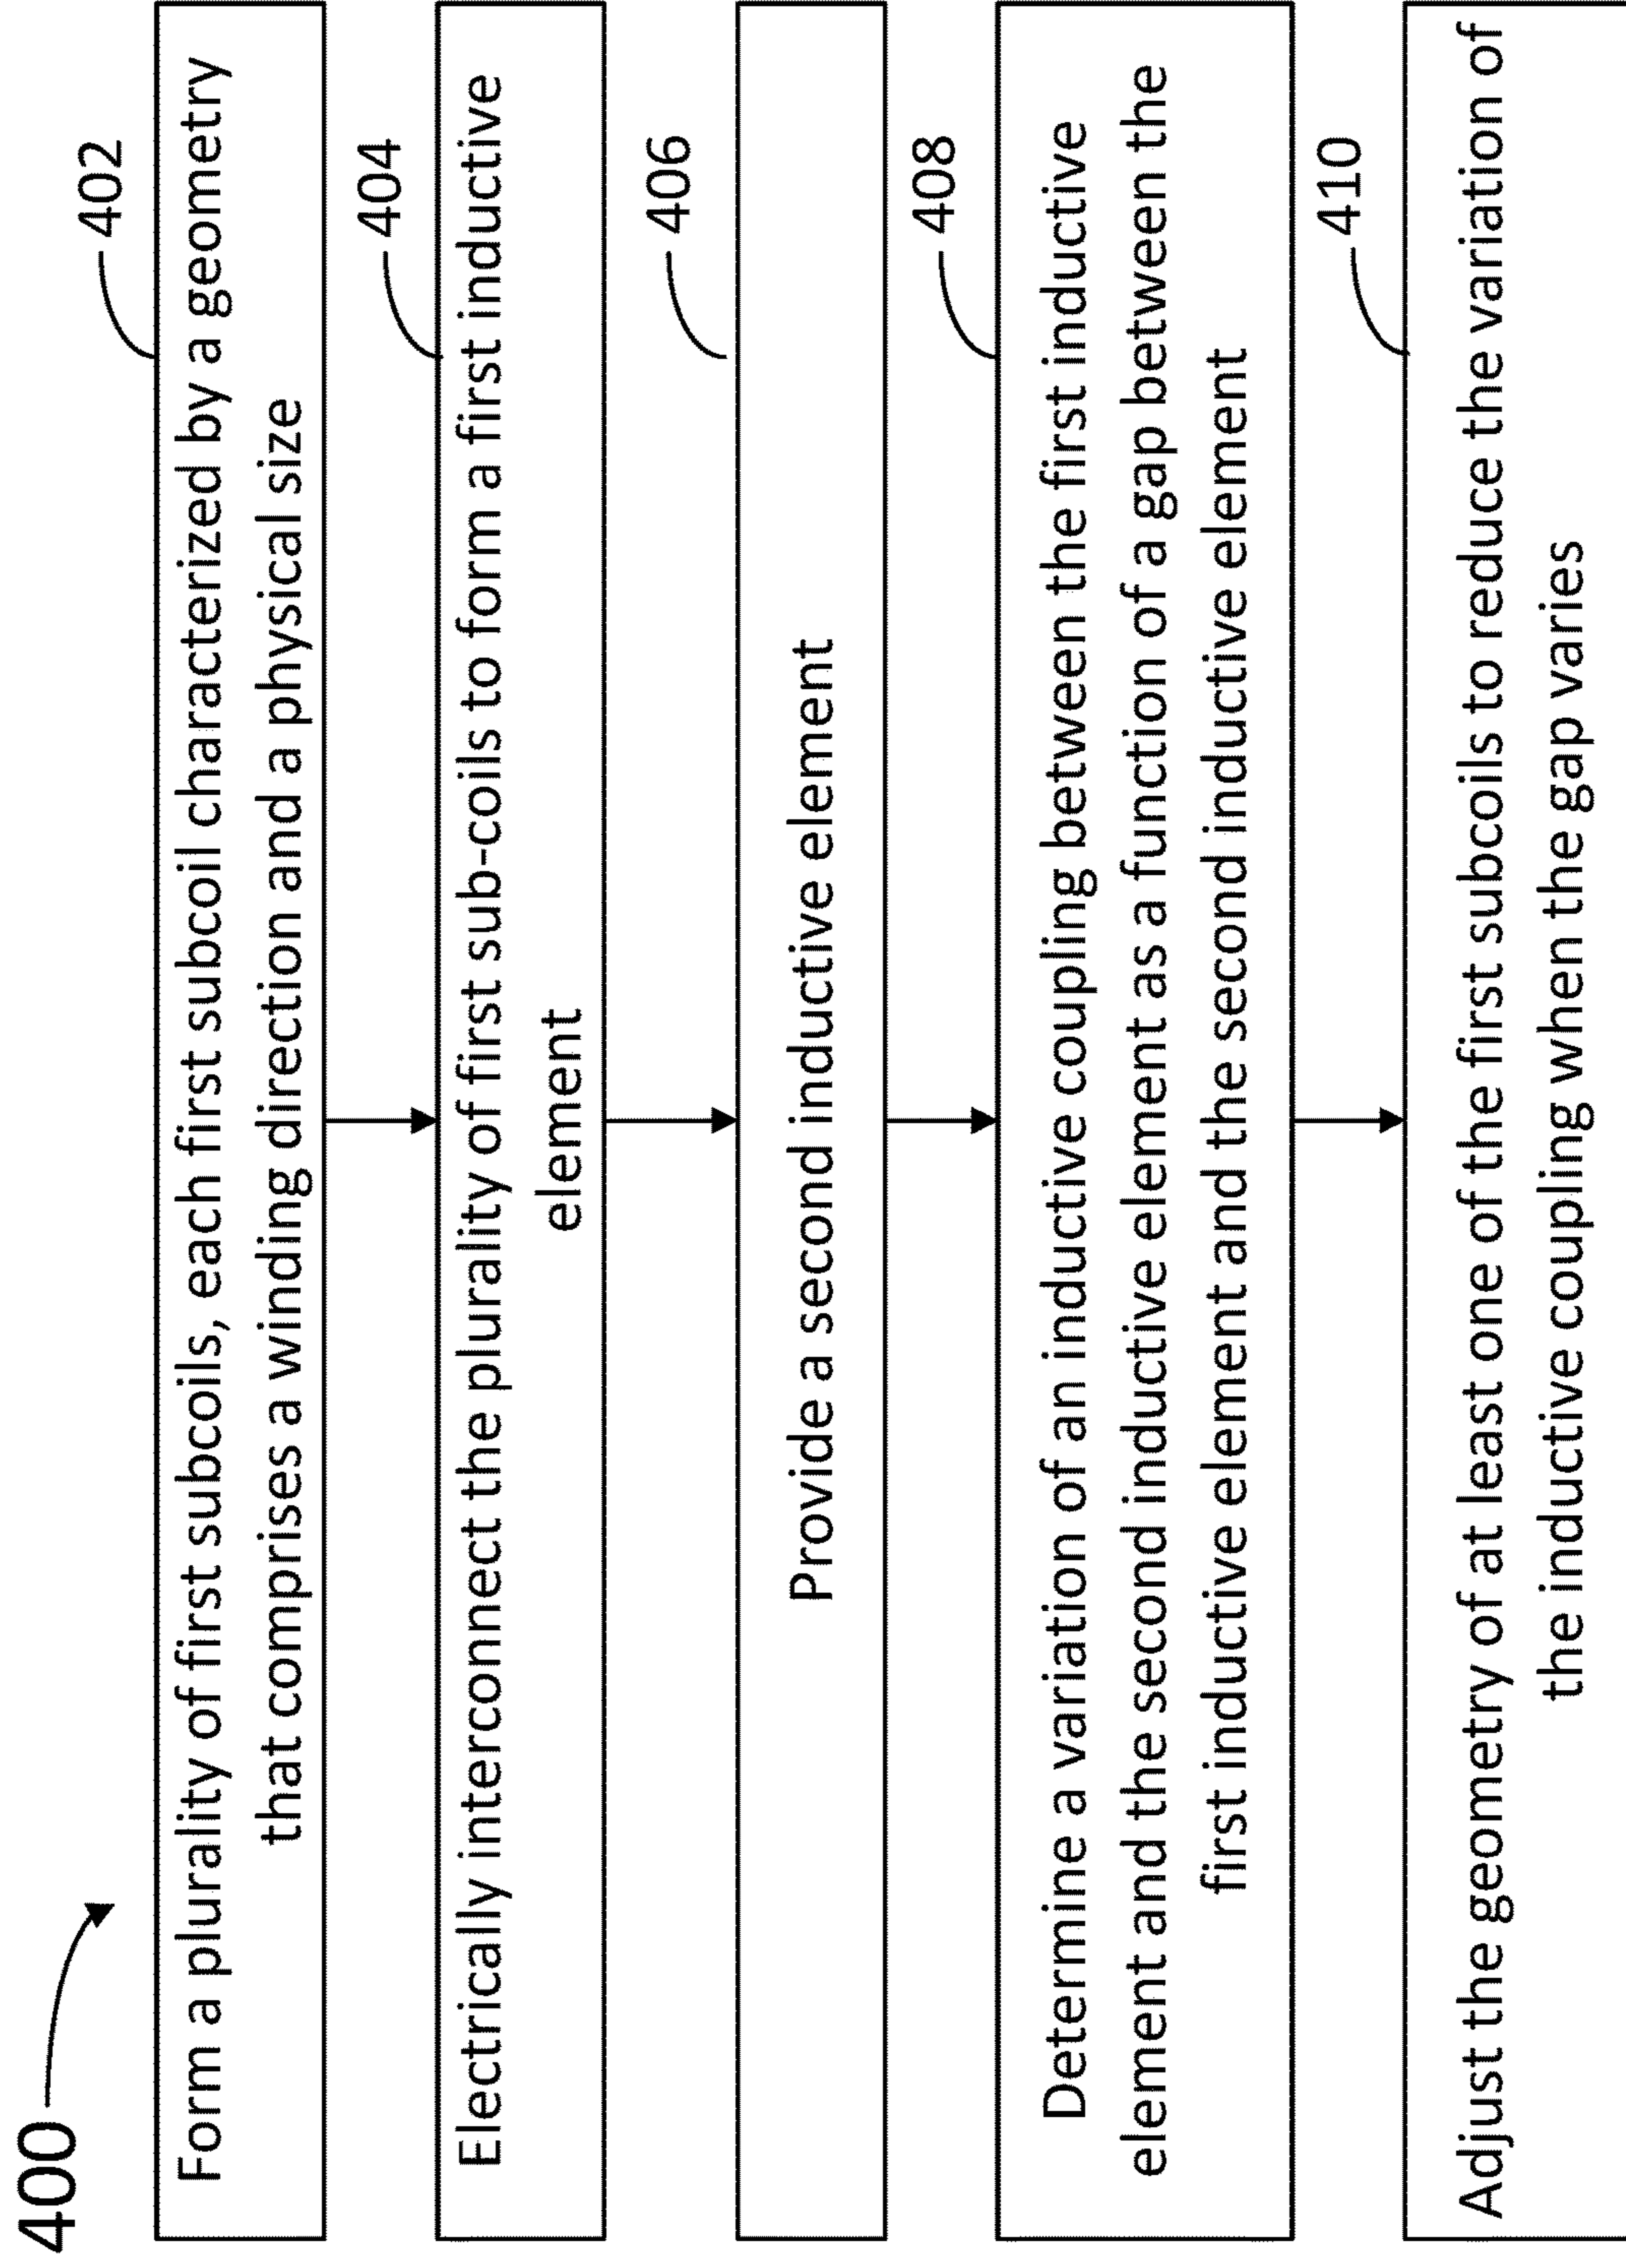 400
402
Form a plurality of first subcoils, each first subcoil characterized by a geometry
that comprises a winding direction and a physical size
404
Electrically interconnect the plurality of first sub-coils to form a first inductive
element
406
Provide a second inductive element
408
Determine a variation of an inductive coupling between the first inductive
element and the second inductive element as a function of a gap between the
first inductive element and the second inductive element
410
Adjust the geometry of at least one of the first subcoils to reduce the variation of
the inductive coupling when the gap varies